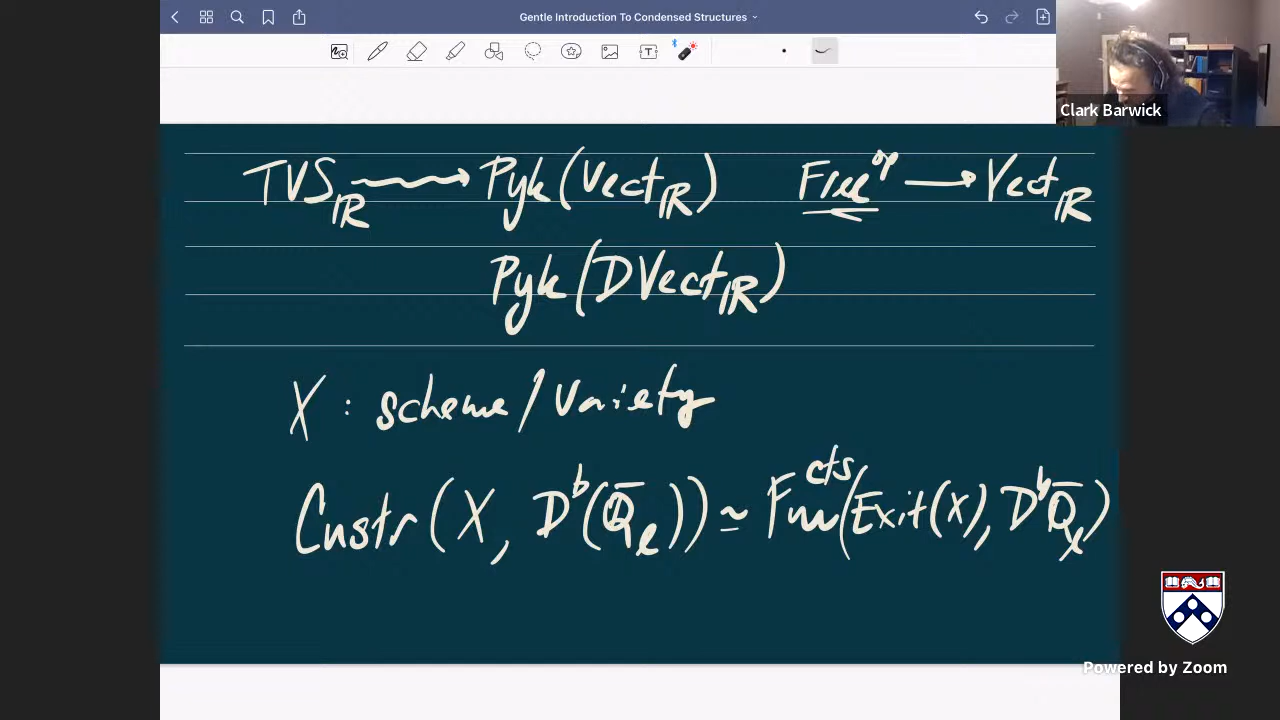 Gentle Introduction To Condensed Structures
Clark Barwick
TVS_ℝ → Pyk(Vect_ℝ) Free^op → Vect_ℝ
Pyk(DVect_ℝ)
X : scheme/variety
Cnstr(X, D^b(Q̄_ℓ)) ≃ Fun^cts(Exit(X), D^b Q̄_ℓ)
Powered by Zoom